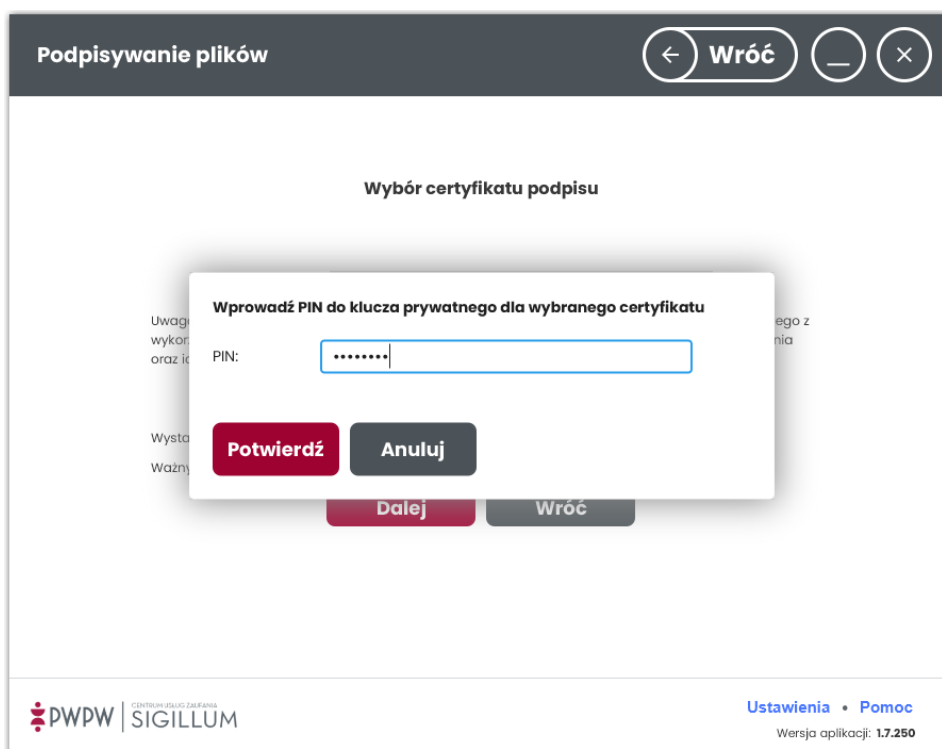 Podpisywanie plików
Wróć
Wybór certyfikatu podpisu
Wprowadź PIN do klucza prywatnego dla wybranego certyfikatu
PIN:
••••••••
Potwierdź
Anuluj
oraz
Dalej
Wróć
PWPW
CENTRUM USŁUG ZAUFANIA
SIGILLUM
Ustawienia • Pomoc
Wersja aplikacji: 1.7.250